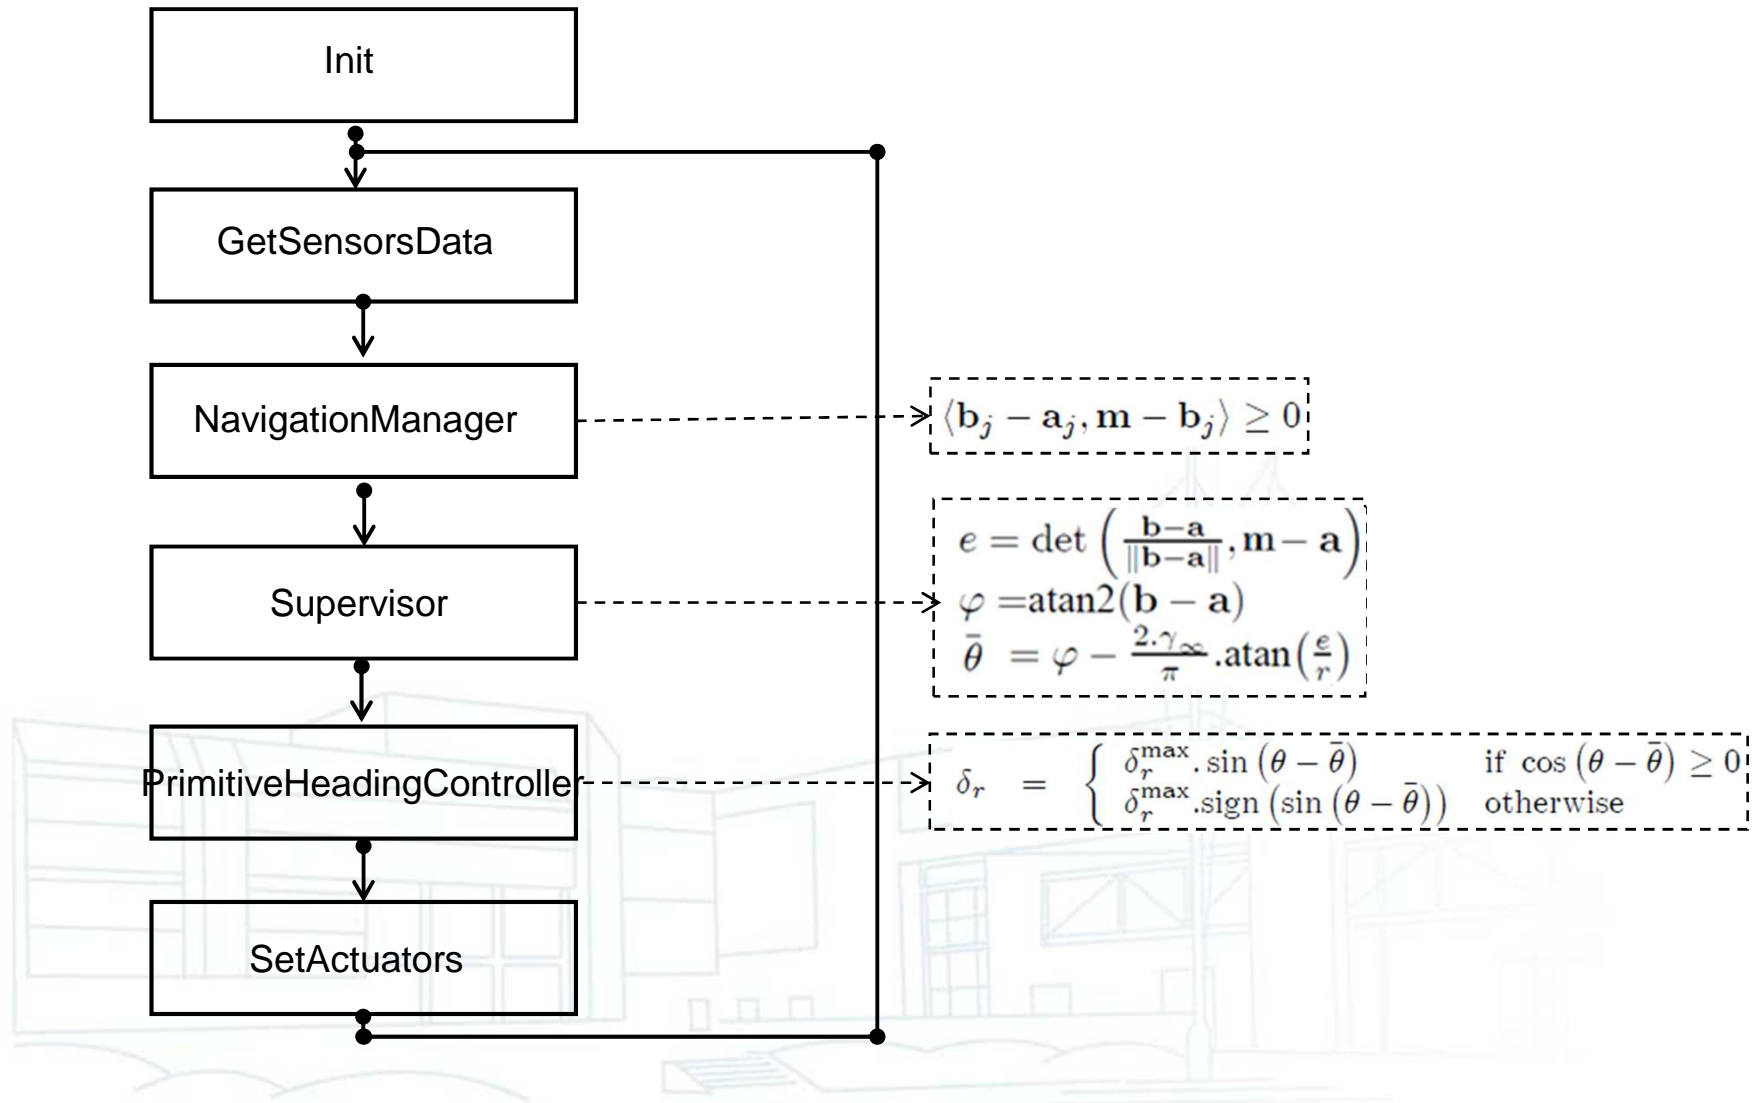 Init
GetSensorsData
NavigationManager
⟨b_j − a_j, m − b_j⟩ ≥ 0
Supervisor
e = det ( (b−a)/‖b−a‖ , m − a )
φ =atan2(b − a)
θ̄ = φ − (2.γ_∞)/π .atan(e/r)
PrimitiveHeadingController
δ_r = { δ_r^max . sin (θ − θ̄) if cos (θ − θ̄) ≥ 0
δ_r^max .sign (sin (θ − θ̄)) otherwise
SetActuators